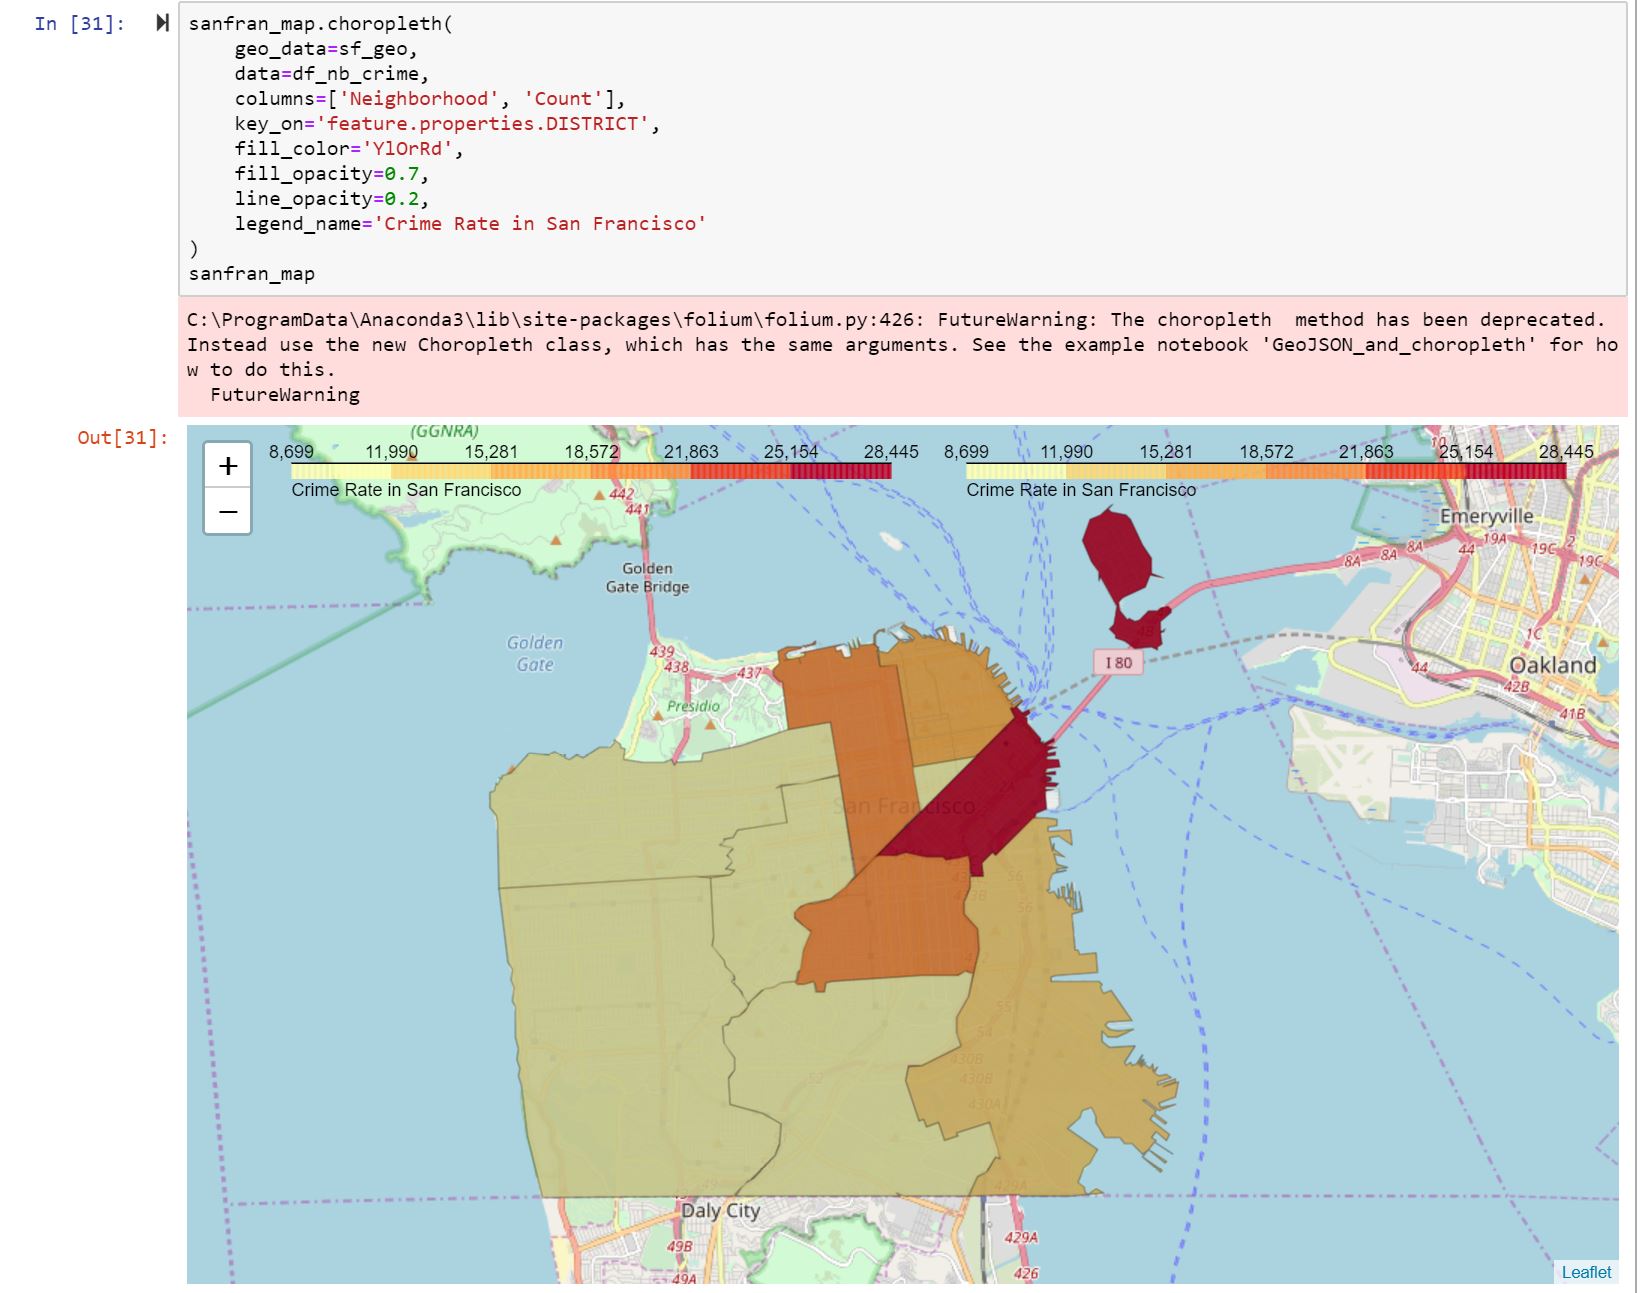 In [31]:
sanfran_map.choropleth(
    geo_data=sf_geo,
    data=df_nb_crime,
    columns=['Neighborhood', 'Count'],
    key_on='feature.properties.DISTRICT',
    fill_color='YlOrRd',
    fill_opacity=0.7,
    line_opacity=0.2,
    legend_name='Crime Rate in San Francisco'
)
sanfran_map
C:\ProgramData\Anaconda3\lib\site-packages\folium\folium.py:426: FutureWarning: The choropleth  method has been deprecated.
Instead use the new Choropleth class, which has the same arguments. See the example notebook 'GeoJSON_and_choropleth' for ho
w to do this.
  FutureWarning
Out[31]:
(GGNRA)
+
−
8,699 11,990 15,281 18,572 21,863 25,154 28,445
Crime Rate in San Francisco
8,699 11,990 15,281 18,572 21,863 25,154 28,445
Crime Rate in San Francisco
10
442
441
Emeryville
19A
19C
2
19C
44
8A
8A
8A
Golden
Gate Bridge
Golden
Gate
439
438
437
4B
I 80
1C
Oakland
44
42B
41B
Presidio
2A
San Francisco
56
433B
56
55
54
430B
430B
430A
52
49
429A
Daly City
49B
49A
429A
426
Leaflet